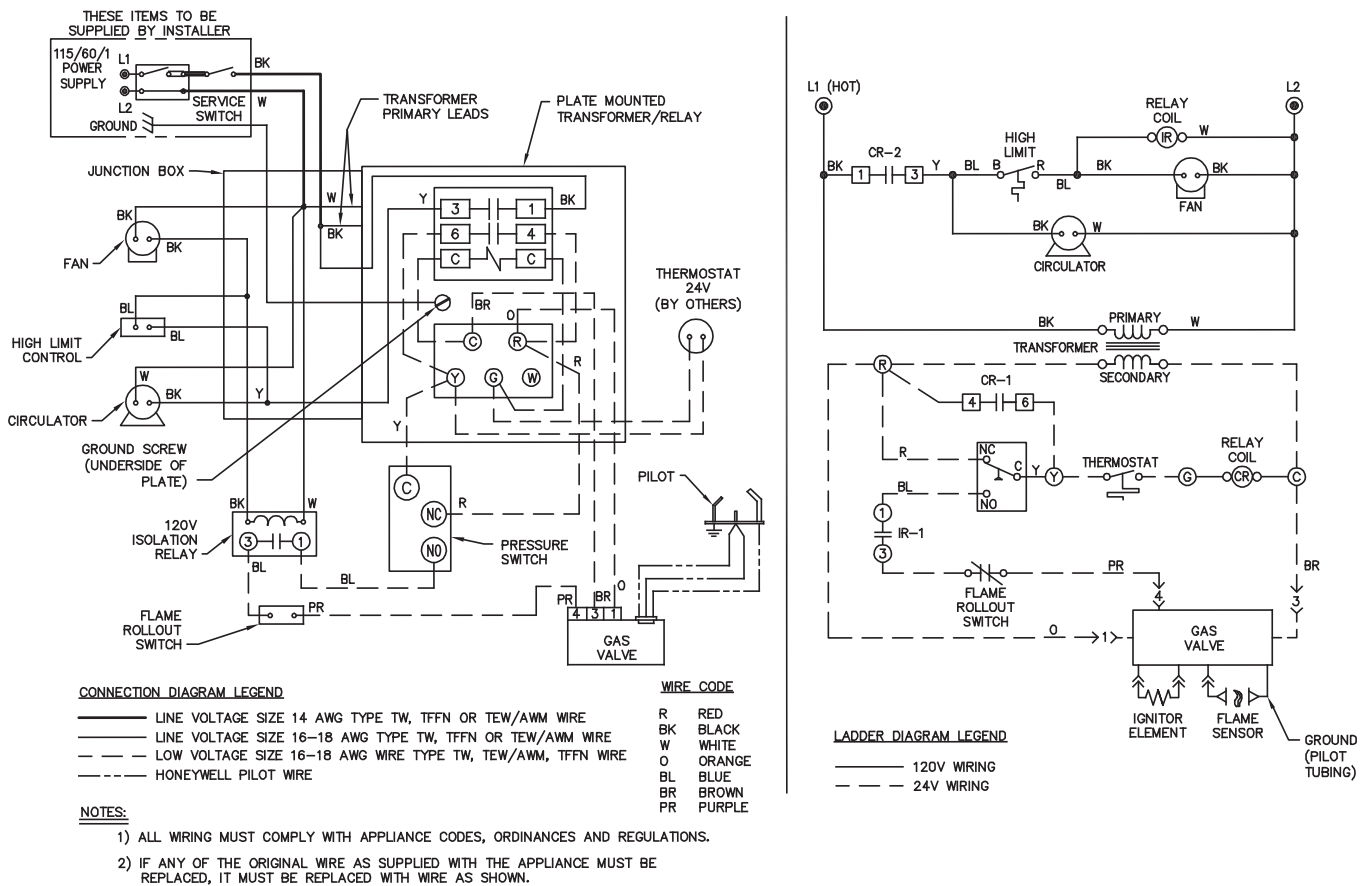 THESE ITEMS TO BE
SUPPLIED BY INSTALLER
115/60/1
POWER
SUPPLY
L1
L2
SERVICE
SWITCH
GROUND
BK
W
TRANSFORMER
PRIMARY LEADS
PLATE MOUNTED
TRANSFORMER/RELAY
JUNCTION BOX
W
BK
Y
3
1
BK
6
4
C
C
BK
BK
FAN
THERMOSTAT
24V
(BY OTHERS)
BR
O
BL
BL
HIGH LIMIT
CONTROL
C
R
R
Y
G
W
W
BK
Y
CIRCULATOR
Y
GROUND SCREW
(UNDERSIDE OF
PLATE)
C
NC
R
NO
PRESSURE
SWITCH
PILOT
BK
W
120V
ISOLATION
RELAY
3
1
BL
BL
PR
FLAME
ROLLOUT
SWITCH
PR
BR
O
4
3
1
GAS
VALVE
CONNECTION DIAGRAM LEGEND
LINE VOLTAGE SIZE 14 AWG TYPE TW, TFFN OR TEW/AWM WIRE
LINE VOLTAGE SIZE 16-18 AWG TYPE TW, TFFN OR TEW/AWM WIRE
LOW VOLTAGE SIZE 16-18 AWG WIRE TYPE TW, TEW/AWM, TFFN WIRE
HONEYWELL PILOT WIRE
WIRE CODE
R RED
BK BLACK
W WHITE
O ORANGE
BL BLUE
BR BROWN
PR PURPLE
NOTES:
1) ALL WIRING MUST COMPLY WITH APPLIANCE CODES, ORDINANCES AND REGULATIONS.
2) IF ANY OF THE ORIGINAL WIRE AS SUPPLIED WITH THE APPLIANCE MUST BE
REPLACED, IT MUST BE REPLACED WITH WIRE AS SHOWN.
L1 (HOT)
L2
RELAY
COIL
IR
W
HIGH
LIMIT
CR-2
BK
1
3
Y
BL
B
R
BL
BK
BK
FAN
BK
W
CIRCULATOR
BK
PRIMARY
W
TRANSFORMER
SECONDARY
R
CR-1
4
6
R
NC
C
Y
Y
NO
THERMOSTAT
G
RELAY
COIL
CR
C
BL
1
IR-1
3
PR
FLAME
ROLLOUT
SWITCH
BR
4
3
O
1
GAS
VALVE
IGNITOR
ELEMENT
FLAME
SENSOR
GROUND
(PILOT
TUBING)
LADDER DIAGRAM LEGEND
120V WIRING
24V WIRING